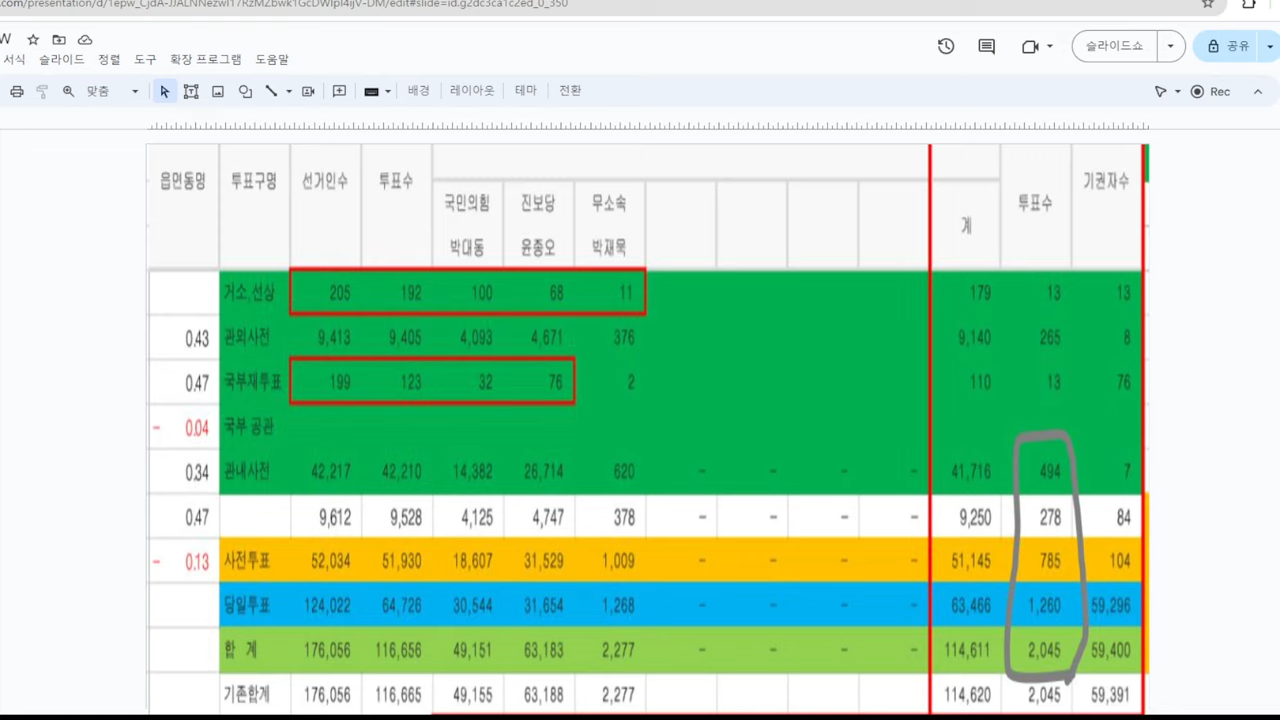 서식 슬라이드 정렬 도구 확장 프로그램 도움말
슬라이드쇼
공유
맞춤
배경 레이아웃 테마 전환
Rec
읍면동명 투표구명 선거인수 투표수 계 투표수 기권자수
국민의힘 진보당 무소속
박대동 윤종오 박재묵
거소,선상 205 192 100 68 11 179 13 13
0.43 관외사전 9,413 9,405 4,093 4,671 376 9,140 265 8
0.47 국부재투표 199 123 32 76 2 110 13 76
- 0.04 국부 공관
0.34 관내사전 42,217 42,210 14,382 26,714 620 - - - - 41,716 494 7
0.47 9,612 9,528 4,125 4,747 378 - - - - 9,250 278 84
- 0.13 사전투표 52,034 51,930 18,607 31,529 1,009 - - - - 51,145 785 104
당일투표 124,022 64,726 30,544 31,654 1,268 - - - - 63,466 1,260 59,296
합 계 176,056 116,656 49,151 63,183 2,277 - - - - 114,611 2,045 59,400
기존합계 176,056 116,665 49,155 63,188 2,277 114,620 2,045 59,391